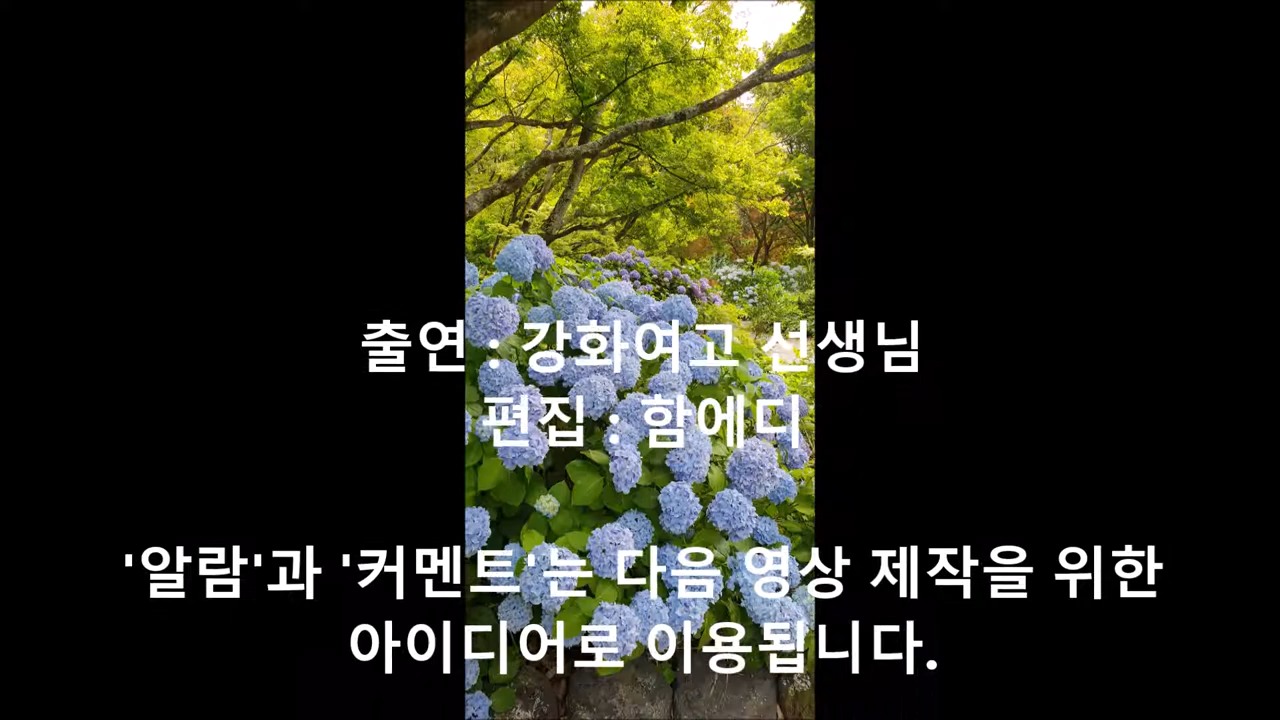 출연 : 강화여고 선생님
편집 : 함에디
'알람'과 '커멘트'는 다음 영상 제작을 위한
아이디어로 이용됩니다.